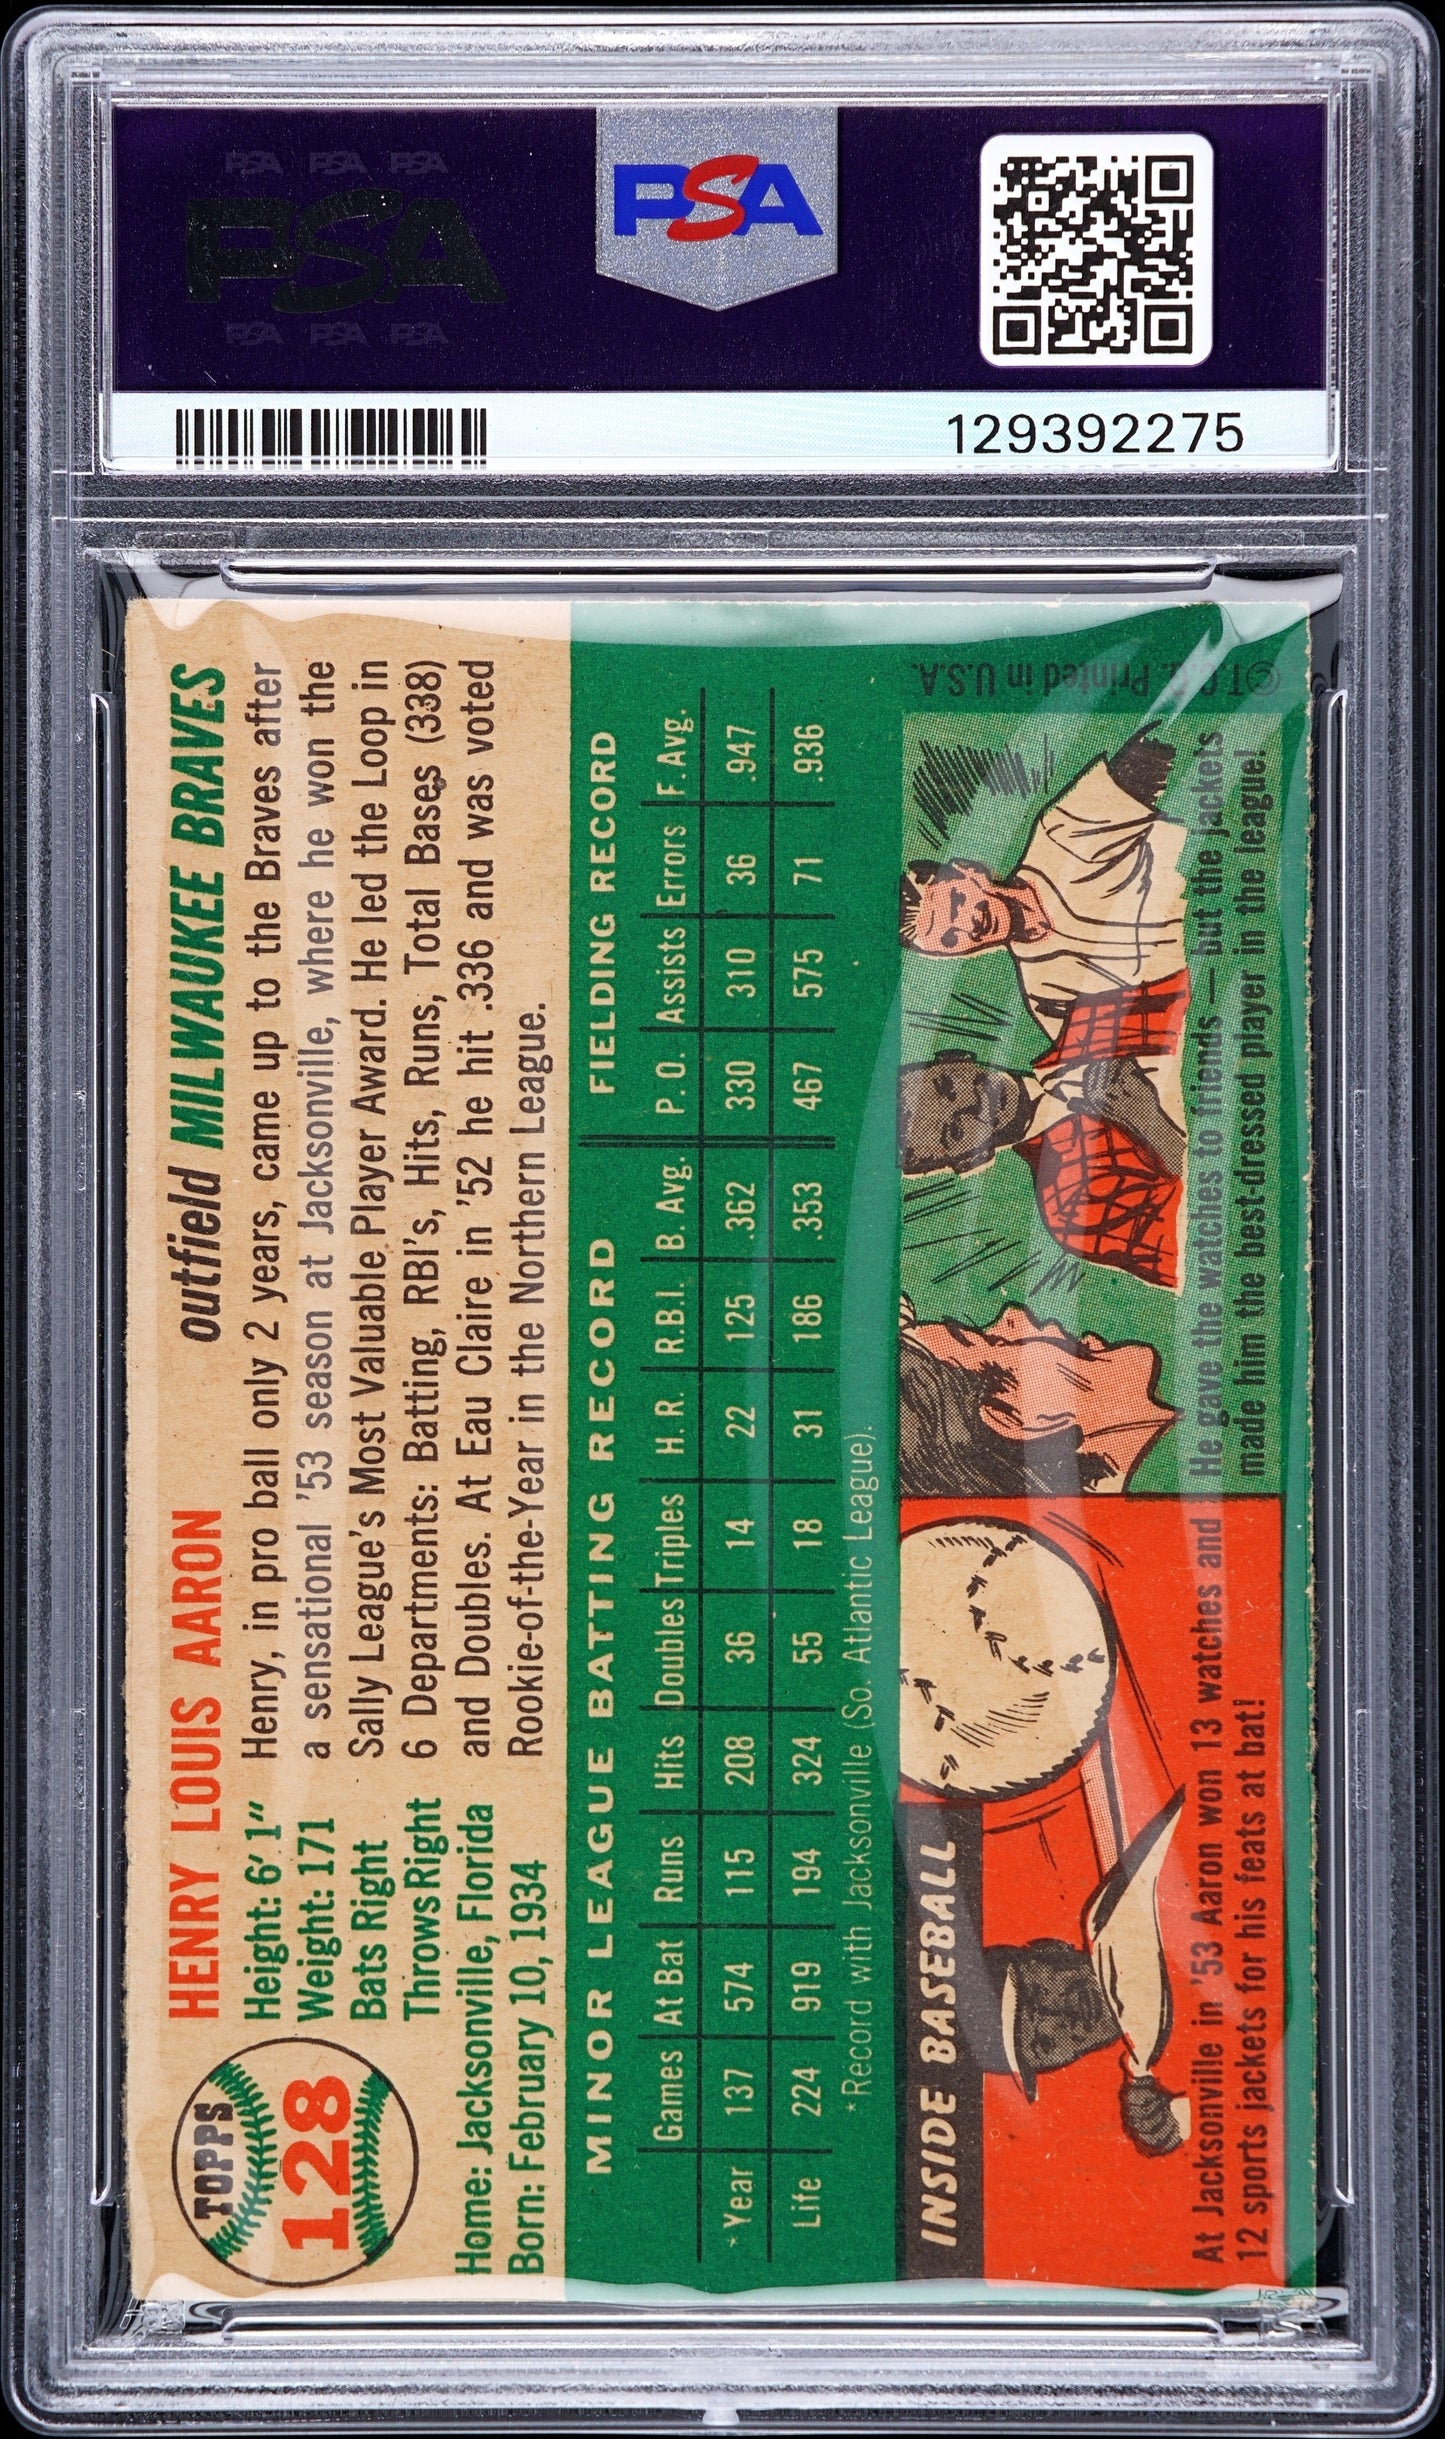 PSA PSA PSA
PSA
PSA PSA PSA
PSA
129392275
TOPPS
128
HENRY LOUIS AARON
outfield MILWAUKEE BRAVES
Height: 6' 1"
Weight: 171
Bats Right
Throws Right
Home: Jacksonville, Florida
Born: February 10, 1934
Henry, in pro ball only 2 years, came up to the Braves after
a sensational '53 season at Jacksonville, where he won the
Sally League's Most Valuable Player Award. He led the Loop in
6 Departments: Batting, RBI's, Hits, Runs, Total Bases (338)
and Doubles. At Eau Claire in '52 he hit .336 and was voted
Rookie-of-the-Year in the Northern League.
MINOR LEAGUE BATTING RECORD FIELDING RECORD
Games At Bat Runs Hits Doubles Triples H. R. R.B.I. B. Avg. P. O. Assists Errors F. Avg.
*Year 137 574 115 208 36 14 22 125 .362 330 310 36 .947
Life 224 919 194 324 55 18 31 186 .353 467 575 71 .936
*Record with Jacksonville (So. Atlantic League).
©T.C.G. Printed in U.S.A.
INSIDE BASEBALL
At Jacksonville in '53 Aaron won 13 watches and
12 sports jackets for his feats at bat!
He gave the watches to friends — but the jackets
made him the best-dressed player in the league!